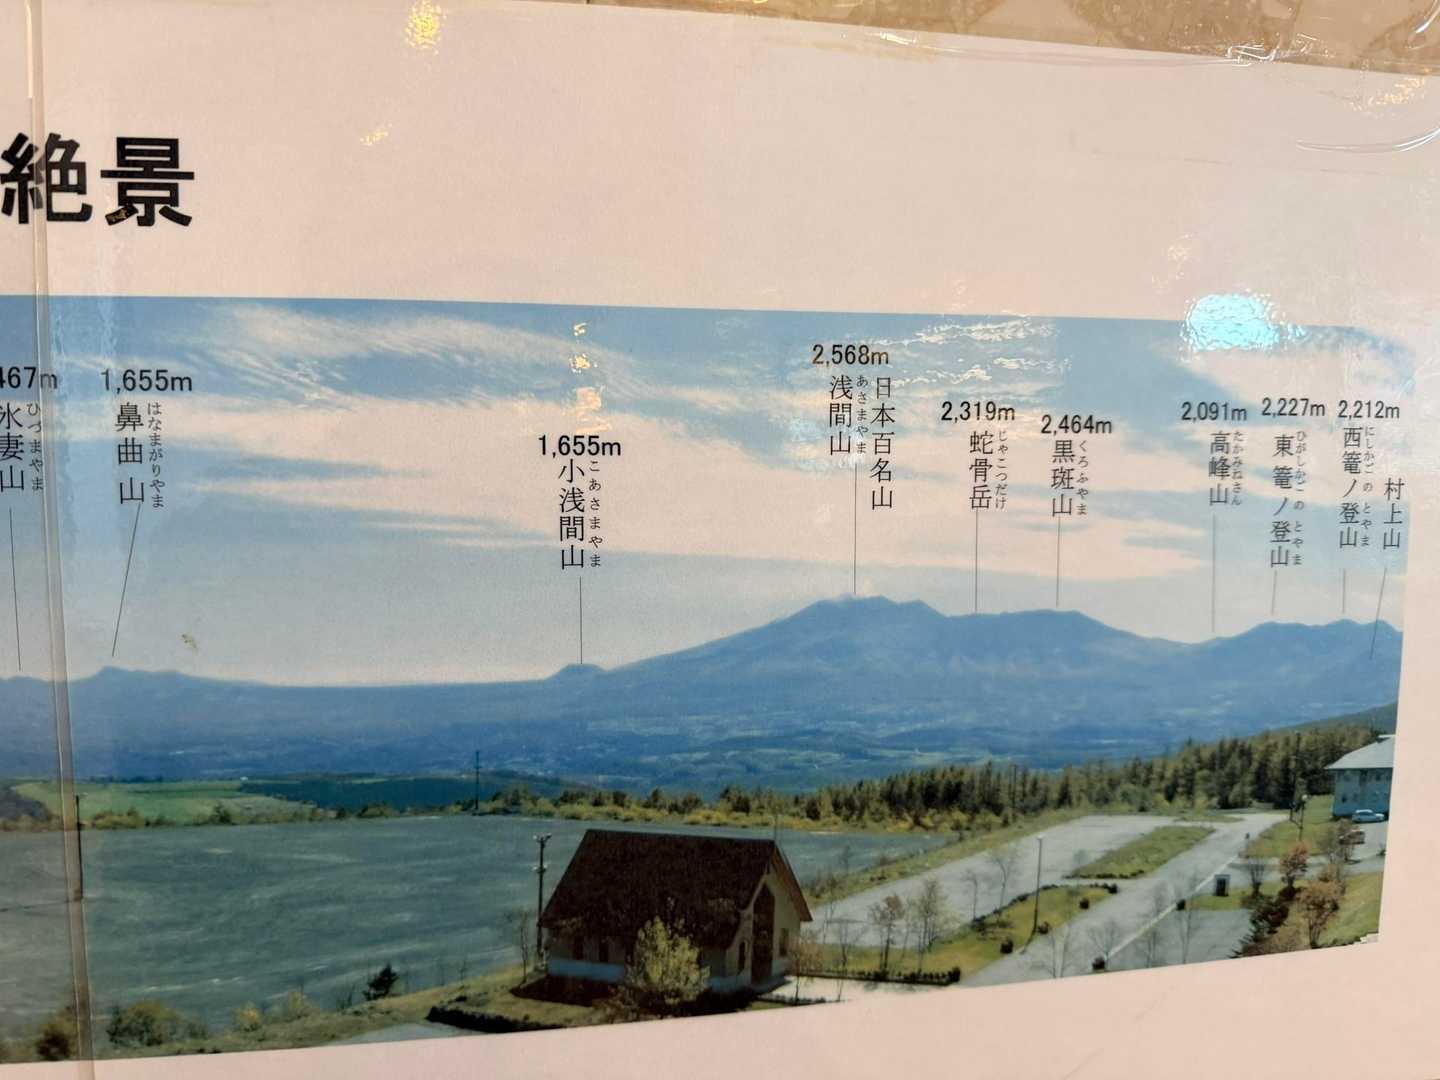 絶景
467m
氷妻山
ひづまやま
1,655m
鼻曲山
はなまがりやま
1,655m
小浅間山
こあさまやま
2,568m
日本百名山
浅間山
あさまやま
2,319m
蛇骨岳
じゃこつだけ
2,464m
黒斑山
くろふやま
2,091m
高峰山
たかみねさん
2,227m
東篭ノ登山
ひがしかごのとやま
2,212m
西篭ノ登山
にしかごのとやま
村上山